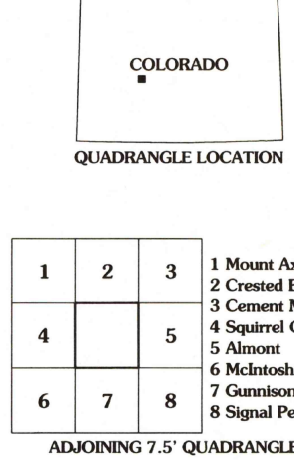 COLORADO
QUADRANGLE LOCATION
1 2 3
4 5
6 7 8
1 Mount
2 Crested
3 Cement
4 Squirrel
5 Almont
6 McIntosh
7 Gunnison
8 Signal
ADJOINING 7.5'